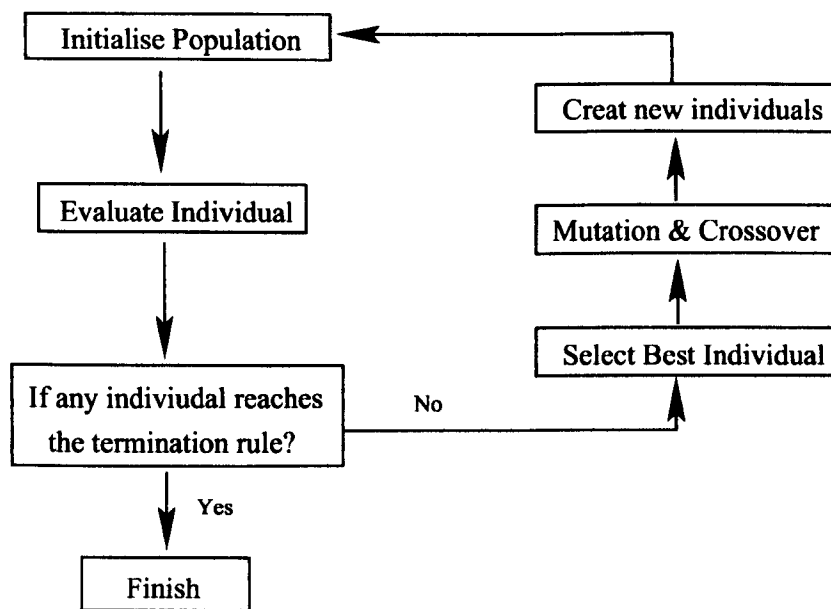 Initialise Population
Evaluate Individual
If any indiviudal reaches
the termination rule?
Yes
Finish
No
Select Best Individual
Mutation & Crossover
Creat new individuals